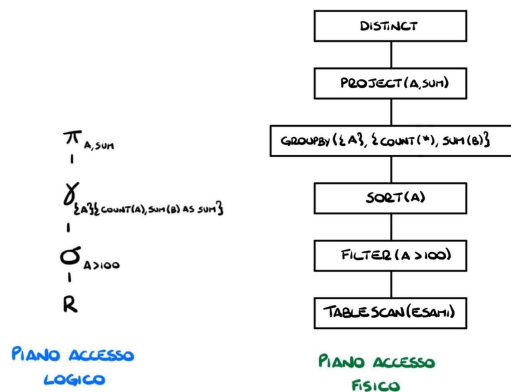 π A, SUM
γ {A}{COUNT(A), SUM(B) AS SUM}
σ A>100
R
PIANO ACCESSO
LOGICO
DISTINCT
PROJECT(A, SUM)
GROUPBY({A}, {COUNT(*), SUM(B)}
SORT(A)
FILTER(A>100)
TABLESCAN(ESAMI)
PIANO ACCESSO
FISICO